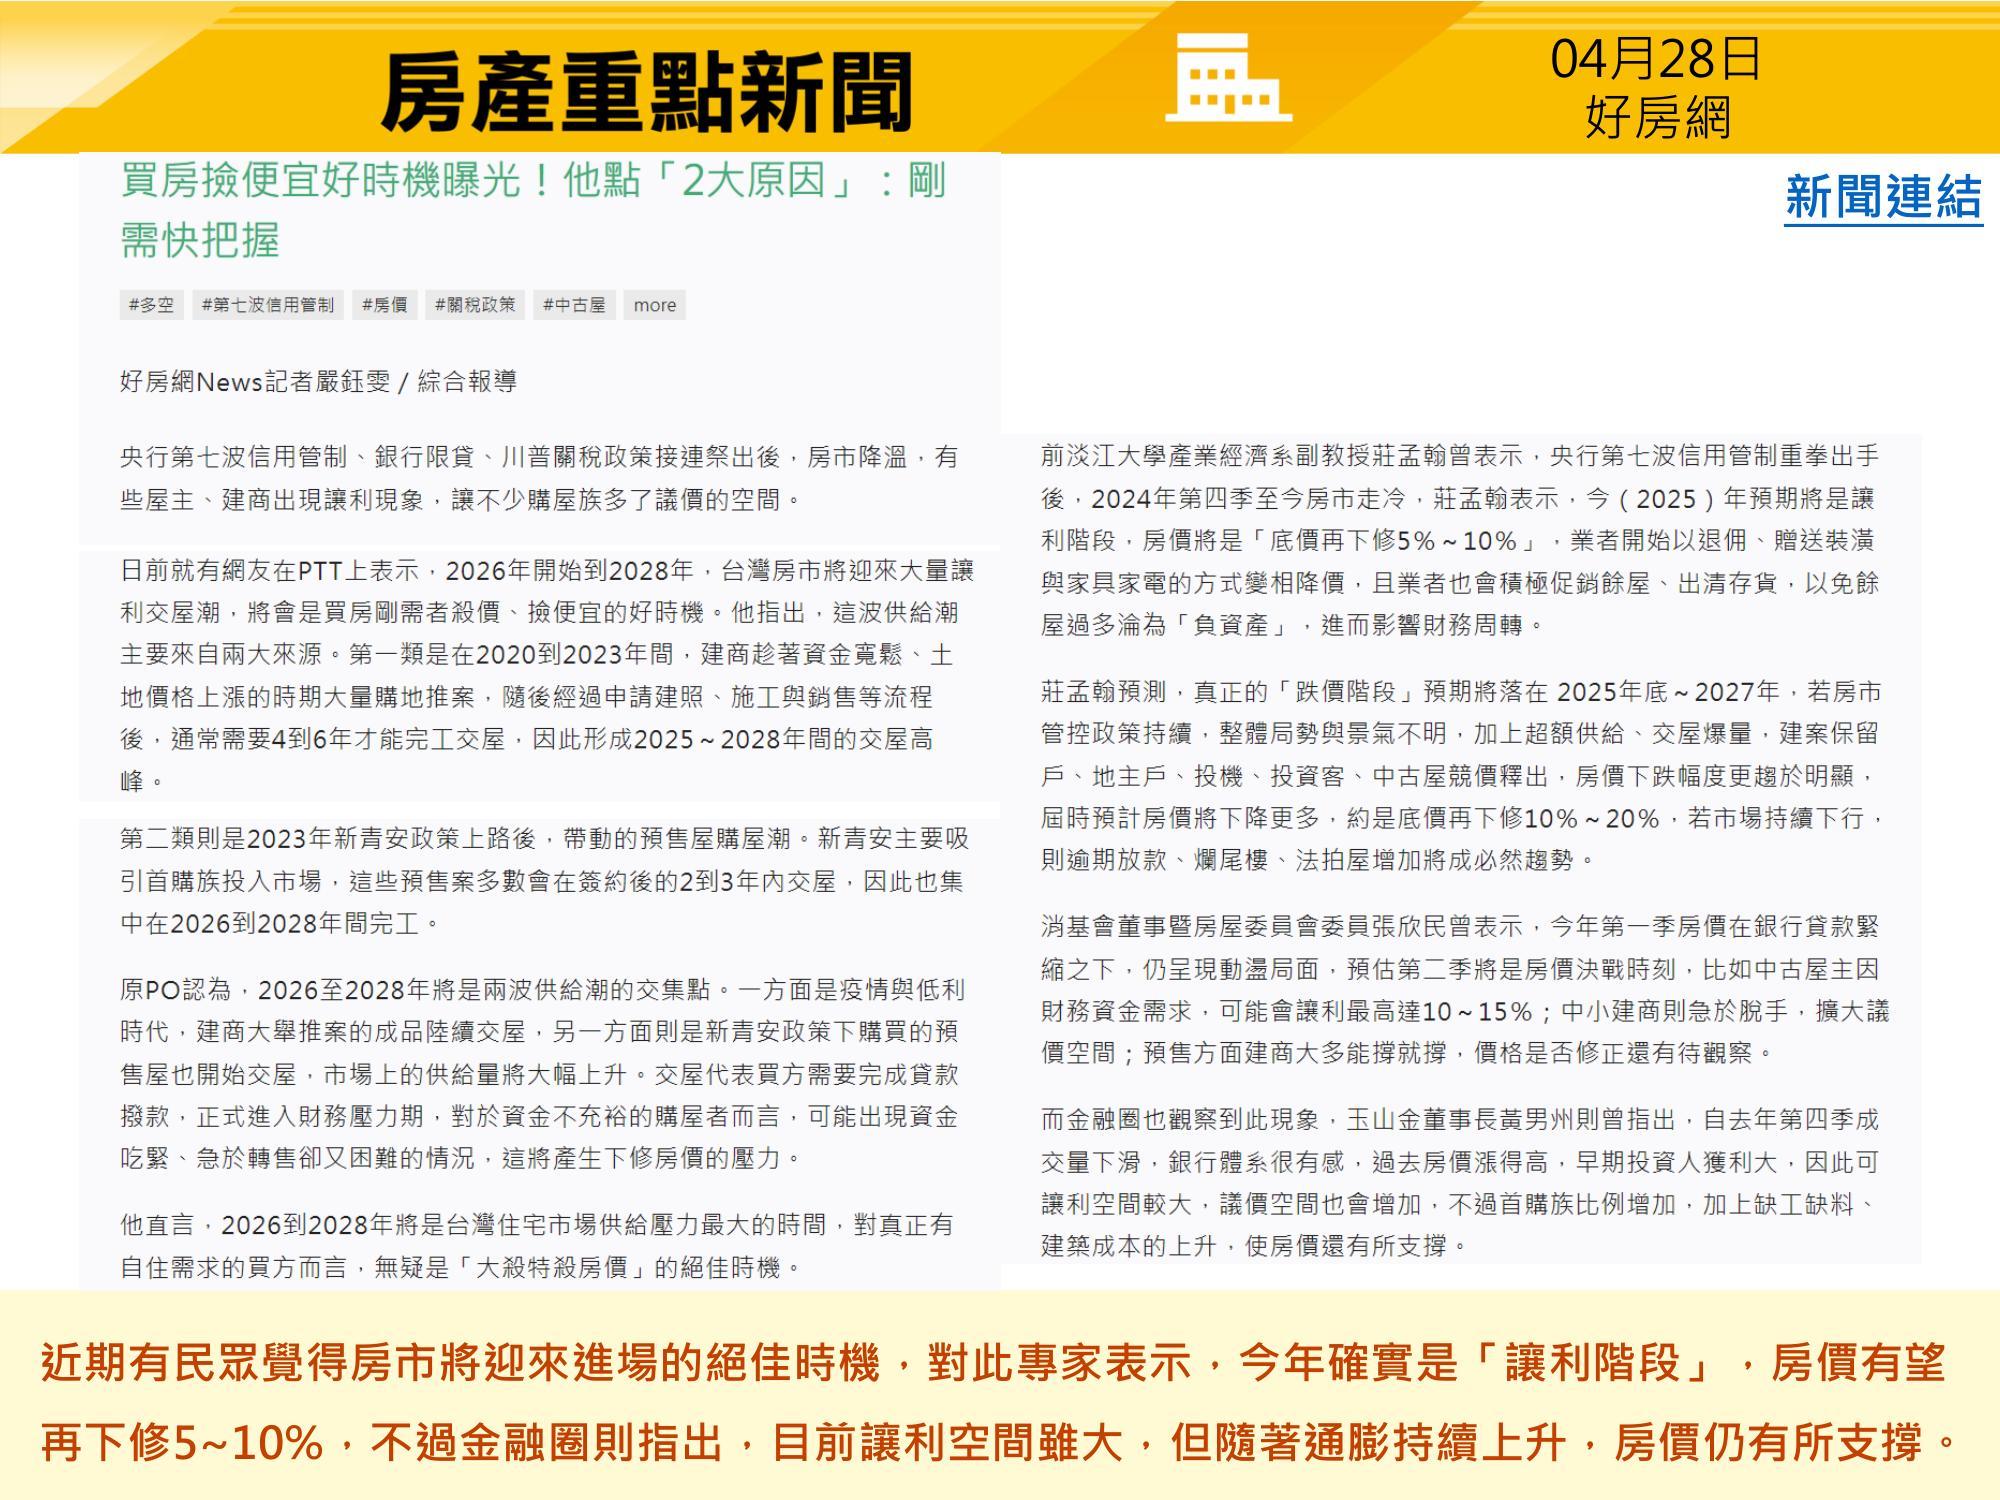 房產重點新聞
04月28日
好房網
新聞連結
買房撿便宜好時機曝光！他點「2大原因」：剛
需快把握
#多空 #第七波信用管制 #房價 #關稅政策 #中古屋 more
好房網News記者嚴鈺雯／綜合報導
央行第七波信用管制、銀行限貸、川普關稅政策接連祭出後，房市降溫，有
些屋主、建商出現讓利現象，讓不少購屋族多了議價的空間。
日前就有網友在PTT上表示，2026年開始到2028年，台灣房市將迎來大量讓
利交屋潮，將會是買房剛需者殺價、撿便宜的好時機。他指出，這波供給潮
主要來自兩大來源。第一類是在2020到2023年間，建商趁著資金寬鬆、土
地價格上漲的時期大量購地推案，隨後經過申請建照、施工與銷售等流程
後，通常需要4到6年才能完工交屋，因此形成2025～2028年間的交屋高
峰。
第二類則是2023年新青安政策上路後，帶動的預售屋購屋潮。新青安主要吸
引首購族投入市場，這些預售案多數會在簽約後的2到3年內交屋，因此也集
中在2026到2028年間完工。
原PO認為，2026至2028年將是兩波供給潮的交集點。一方面是疫情與低利
時代，建商大舉推案的成品陸續交屋，另一方面則是新青安政策下購買的預
售屋也開始交屋，市場上的供給量將大幅上升。交屋代表買方需要完成貸款
撥款，正式進入財務壓力期，對於資金不充裕的購屋者而言，可能出現資金
吃緊、急於轉售卻又困難的情況，這將產生下修房價的壓力。
他直言，2026到2028年將是台灣住宅市場供給壓力最大的時間，對真正有
自住需求的買方而言，無疑是「大殺特殺房價」的絕佳時機。
前淡江大學產業經濟系副教授莊孟翰曾表示，央行第七波信用管制重拳出手
後，2024年第四季至今房市走冷，莊孟翰表示，今（2025）年預期將是讓
利階段，房價將是「底價再下修5%～10%」，業者開始以退佣、贈送裝潢
與家具家電的方式變相降價，且業者也會積極促銷餘屋、出清存貨，以免餘
屋過多淪為「負資產」，進而影響財務周轉。
莊孟翰預測，真正的「跌價階段」預期將落在 2025年底～2027年，若房市
管控政策持續，整體局勢與景氣不明，加上超額供給、交屋爆量，建案保留
戶、地主戶、投機、投資客、中古屋競價釋出，房價下跌幅度更趨於明顯，
屆時預計房價將下降更多，約是底價再下修10%～20%，若市場持續下行，
則逾期放款、爛尾樓、法拍屋增加將成必然趨勢。
消基會董事暨房屋委員會委員張欣民曾表示，今年第一季房價在銀行貸款緊
縮之下，仍呈現動盪局面，預估第二季將是房價決戰時刻，比如中古屋主因
財務資金需求，可能會讓利最高達10～15%；中小建商則急於脫手，擴大議
價空間；預售方面建商大多能撐就撐，價格是否修正還有待觀察。
而金融圈也觀察到此現象，玉山金董事長黃男州則曾指出，自去年第四季成
交量下滑，銀行體系很有感，過去房價漲得高，早期投資人獲利大，因此可
讓利空間較大，議價空間也會增加，不過首購族比例增加，加上缺工缺料、
建築成本的上升，使房價還有所支撐。
近期有民眾覺得房市將迎來進場的絕佳時機，對此專家表示，今年確實是「讓利階段」，房價有望
再下修5~10%，不過金融圈則指出，目前讓利空間雖大，但隨著通膨持續上升，房價仍有所支撐。